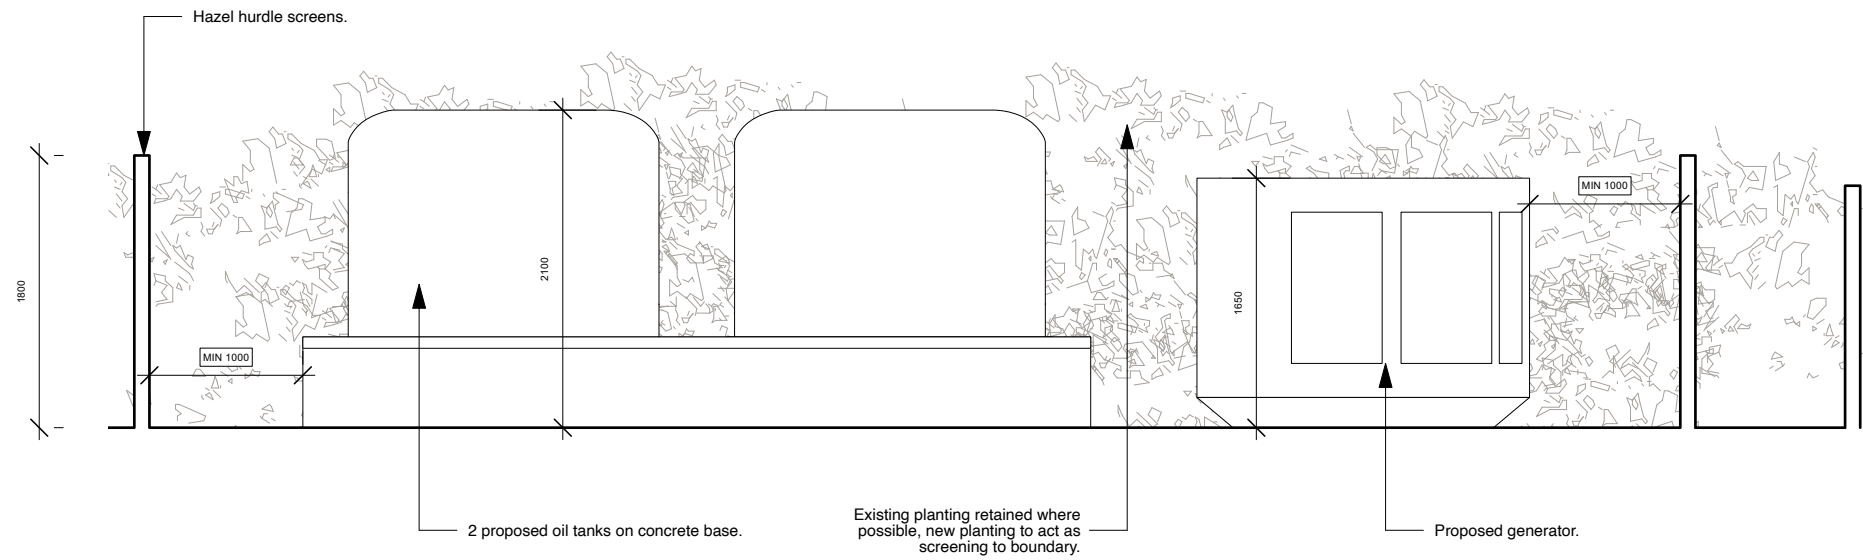 Hazel hurdle screens.
1800
2100
MIN 1000
1650
MIN 1000
2 proposed oil tanks on concrete base.
Existing planting retained where
possible, new planting to act as
screening to boundary.
Proposed generator.